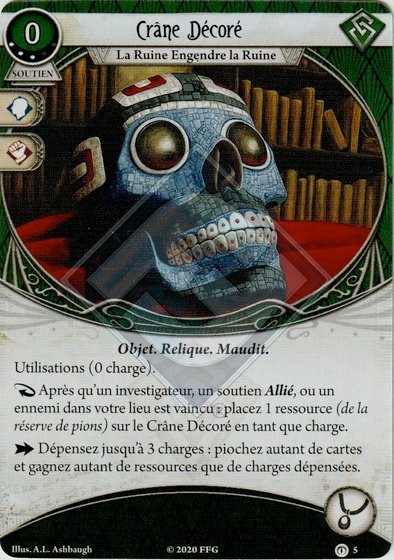 0
Crâne Décoré
La Ruine Engendre la Ruine
SOUTIEN
Objet. Relique. Maudit.
Utilisations (0 charge).
Après qu'un investigateur, un soutien Allié, ou un
ennemi dans votre lieu est vaincu : placez 1 ressource (de la
réserve de pions) sur le Crâne Décoré en tant que charge.
Dépensez jusqu'à 3 charges : piochez autant de cartes
et gagnez autant de ressources que de charges dépensées.
Illus. A.L. Ashbaugh © 2020 FFG 5